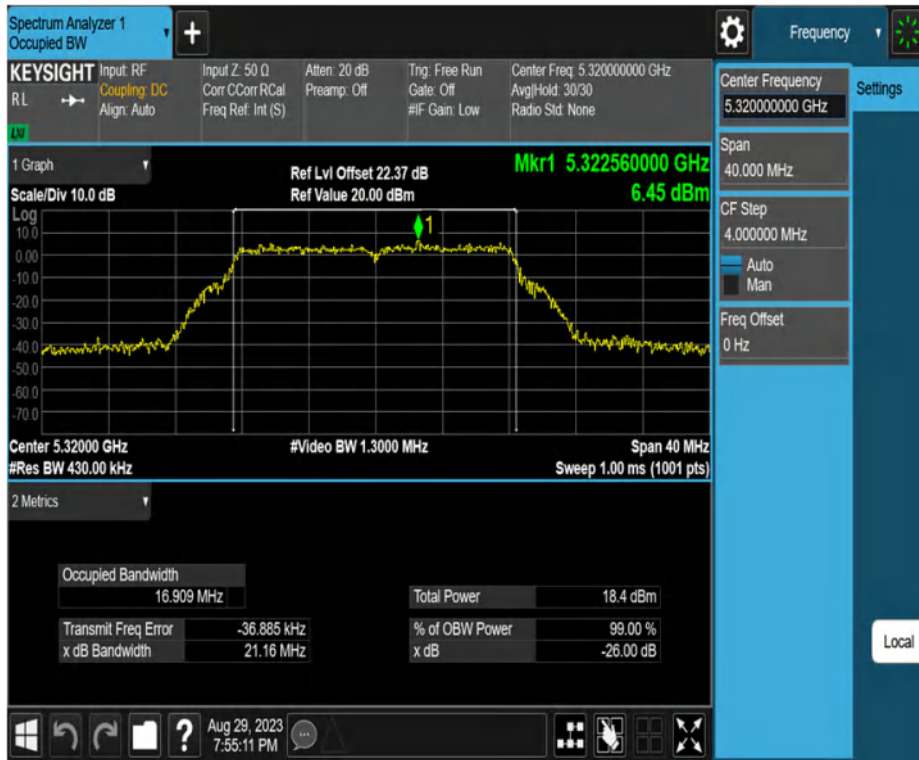 Spectrum Analyzer 1
Occupied BW
Frequency
KEYSIGHT
R L
LXI
Input: RF
Coupling: DC
Align: Auto
Input Z: 50 Ω
Corr CCorr RCal
Freq Ref: Int (S)
Atten: 20 dB
Preamp: Off
Trig: Free Run
Gate: Off
#IF Gain: Low
Center Freq: 5.320000000 GHz
Avg|Hold: 30/30
Radio Std: None
Center Frequency
5.320000000 GHz
Settings
Span
40.000 MHz
CF Step
4.000000 MHz
Auto
Man
Freq Offset
0 Hz
1 Graph
Scale/Div 10.0 dB
Ref Lvl Offset 22.37 dB
Ref Value 20.00 dBm
Mkr1 5.322560000 GHz
6.45 dBm
Log
1
10.0
0.00
-10.0
-20.0
-30.0
-40.0
-50.0
-60.0
-70.0
Center 5.32000 GHz
#Video BW 1.3000 MHz
Span 40 MHz
#Res BW 430.00 kHz
Sweep 1.00 ms (1001 pts)
2 Metrics
Occupied Bandwidth
16.909 MHz
Total Power 18.4 dBm
Transmit Freq Error -36.885 kHz
% of OBW Power 99.00 %
x dB Bandwidth 21.16 MHz
x dB -26.00 dB
Local
?
Aug 29, 2023
7:55:11 PM